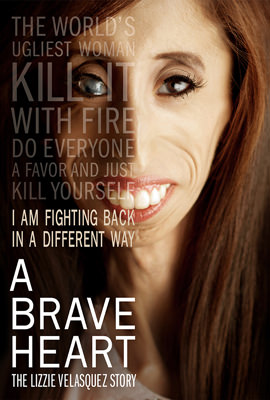 THE WORLD'S
UGLIEST WOMAN
KILL IT
WITH FIRE
DO EVERYONE
A FAVOR AND JUST
KILL YOURSELF
I AM FIGHTING BACK
IN A DIFFERENT WAY
A
BRAVE
HEART
THE LIZZIE VELASQUEZ STORY